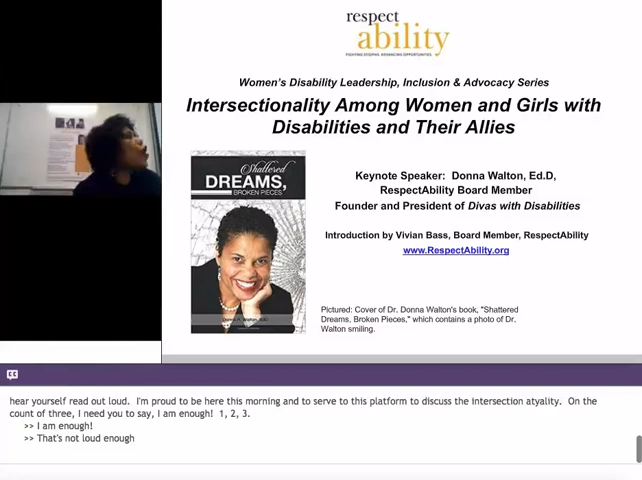 respect
ability
FIGHTING STIGMA. ADVANCING OPPORTUNITIES.
Women's Disability Leadership, Inclusion & Advocacy Series
Intersectionality Among Women and Girls with
Disabilities and Their Allies
Shattered
DREAMS,
BROKEN PIECES
Keynote Speaker: Donna Walton, Ed.D,
RespectAbility Board Member
Founder and President of Divas with Disabilities
Introduction by Vivian Bass, Board Member, RespectAbility
www.RespectAbility.org
Pictured: Cover of Dr. Donna Walton's book, "Shattered
Dreams, Broken Pieces," which contains a photo of Dr.
Walton smiling.
hear yourself read out loud. I'm proud to be here this morning and to serve to this platform to discuss the intersection atyality. On the
count of three, I need you to say, I am enough! 1, 2, 3.
>> I am enough!
>> That's not loud enough